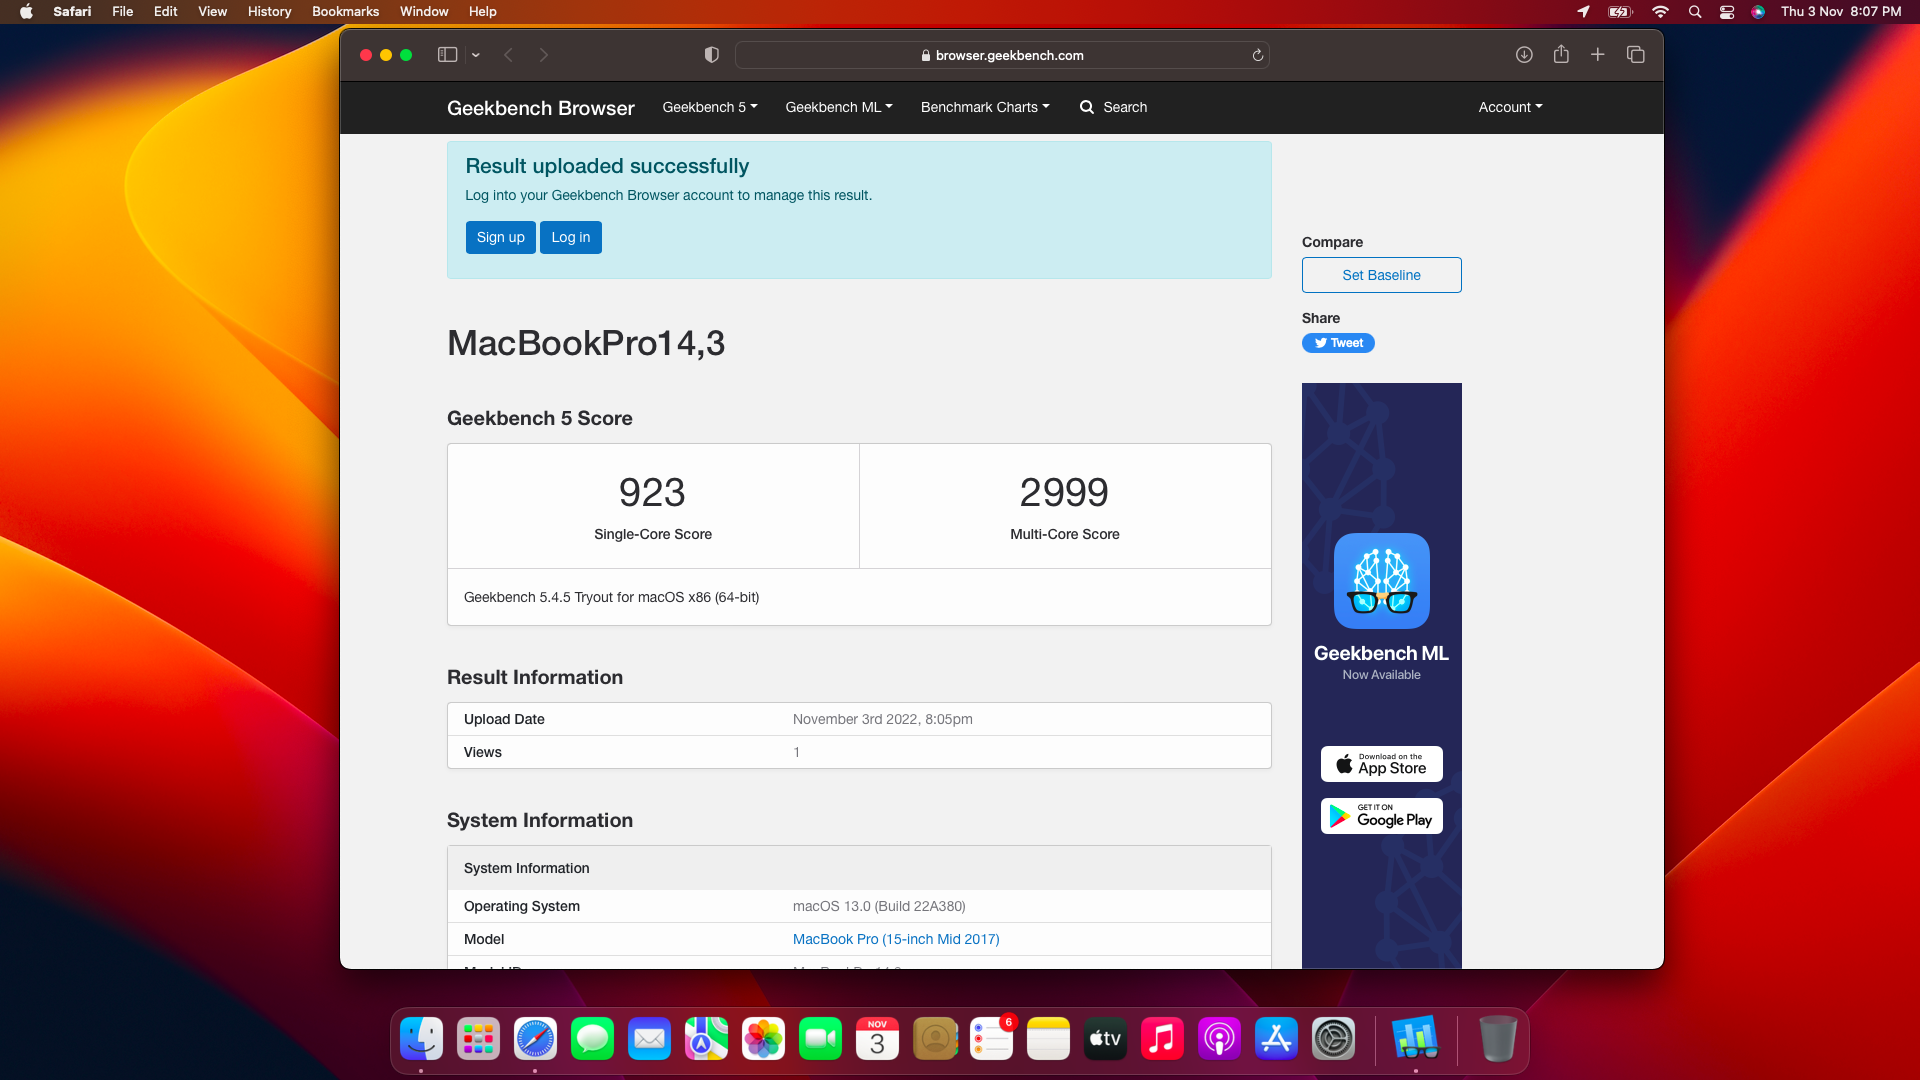 Safari File Edit View History Bookmarks Window Help Thu 3 Nov 8:07 PM
browser.geekbench.com
Geekbench Browser Geekbench 5 Geekbench ML Benchmark Charts Search Account
Result uploaded successfully
Log into your Geekbench Browser account to manage this result.
Sign up Log in
MacBookPro14,3
Geekbench 5 Score
923 2999
Single-Core Score Multi-Core Score
Geekbench 5.4.5 Tryout for macOS x86 (64-bit)
Result Information
Upload Date November 3rd 2022, 8:05pm
Views 1
System Information
System Information
Operating System macOS 13.0 (Build 22A380)
Model MacBook Pro (15-inch Mid 2017)
Compare
Set Baseline
Share
Tweet
Geekbench ML
Now Available
Download on the
App Store
GET IT ON
Google Play
NOV
3
6
tv